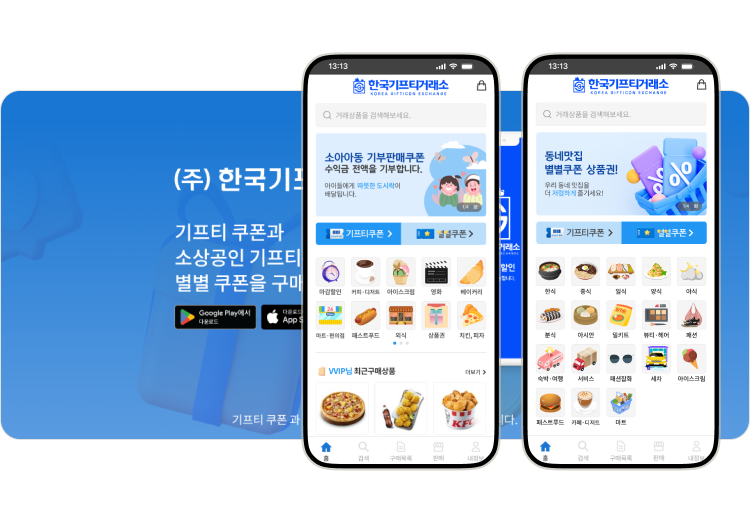 (주) 한국기프
기프티 쿠폰과
소상공인 기프티
별별 쿠폰을 구매
Google Play에서
다운로드
다운로드
App S
기프티 쿠폰 과
니다.
거래소
할인
13:13
한국기프티거래소
KOREA GIFTICON EXCHANGE
거래상품을 검색해보세요.
소아아동 기부판매쿠폰
수익금 전액을 기부합니다.
아이들에게 따뜻한 도시락이
배달됩니다.
1/4
기프티쿠폰
별별쿠폰
마감할인
커피·디저트
아이스크림
영화
베이커리
마트·편의점
패스트푸드
외식
상품권
치킨, 피자
VVIP님 최근구매상품
더보기
KFC
홈
검색
구매목록
판매
내정보
13:13
한국기프티거래소
KOREA GIFTICON EXCHANGE
거래상품을 검색해보세요.
동네맛집
별별쿠폰 상품권!
우리 동네 맛집을
더 저렴하게 즐기세요!
1/4
기프티쿠폰
별별쿠폰
한식
중식
일식
양식
야식
분식
아시안
밀키트
뷰티·헤어
패션
숙박·여행
서비스
패션잡화
세차
아이스크림
패스트푸드
카페·디저트
마트
홈
검색
구매목록
판매
내정보